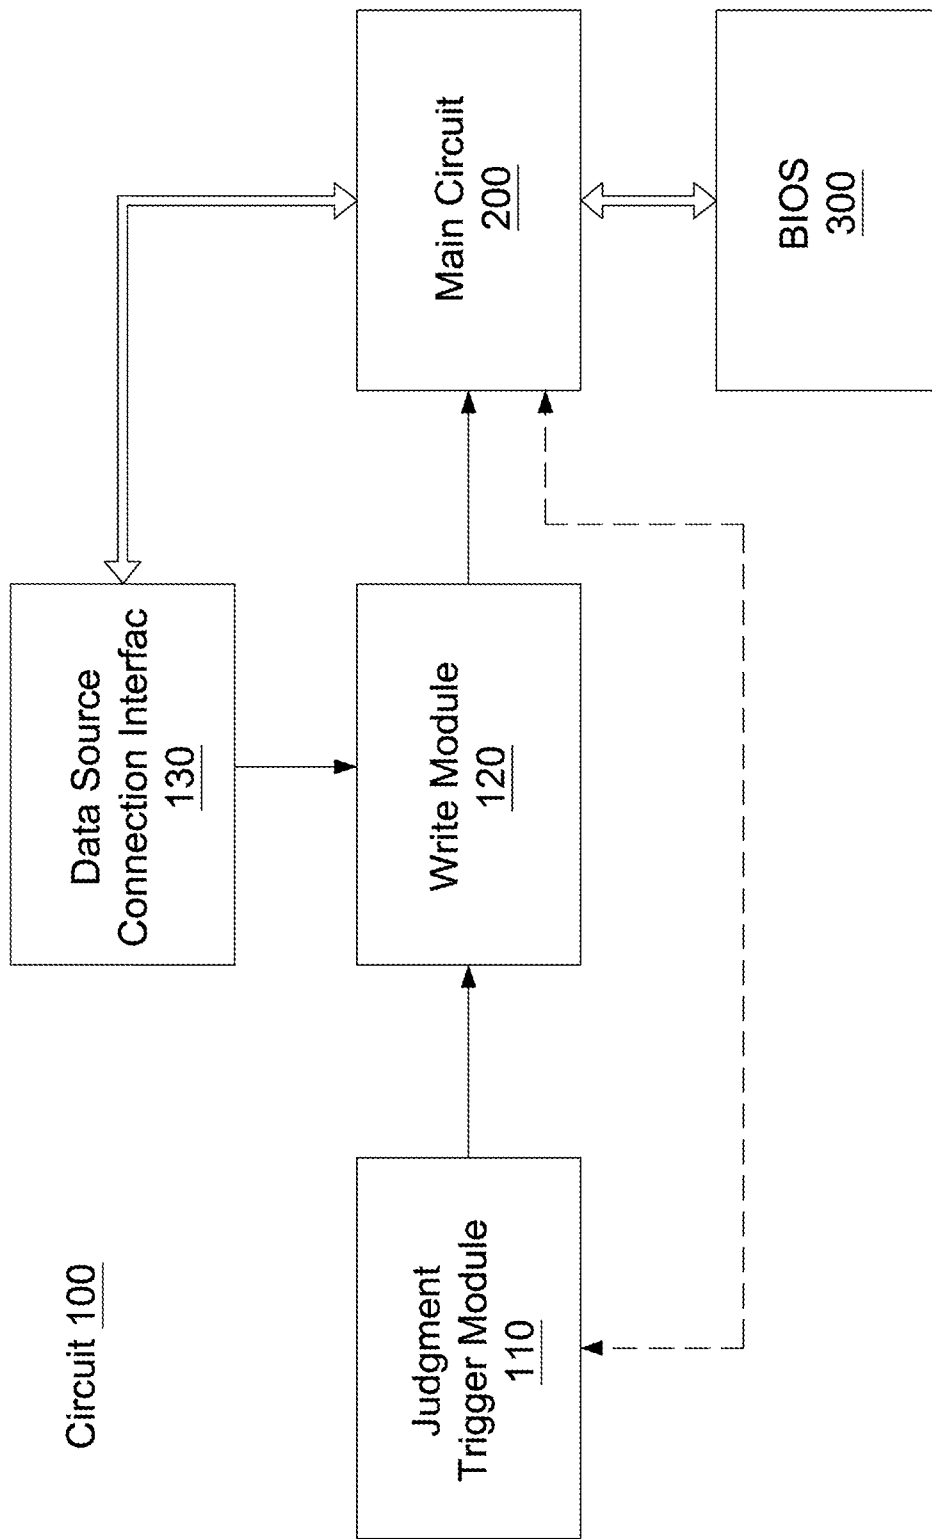 Circuit 100
Data Source
Connection Interfac
130
Judgment
Trigger Module
110
Write Module
120
Main Circuit
200
BIOS
300